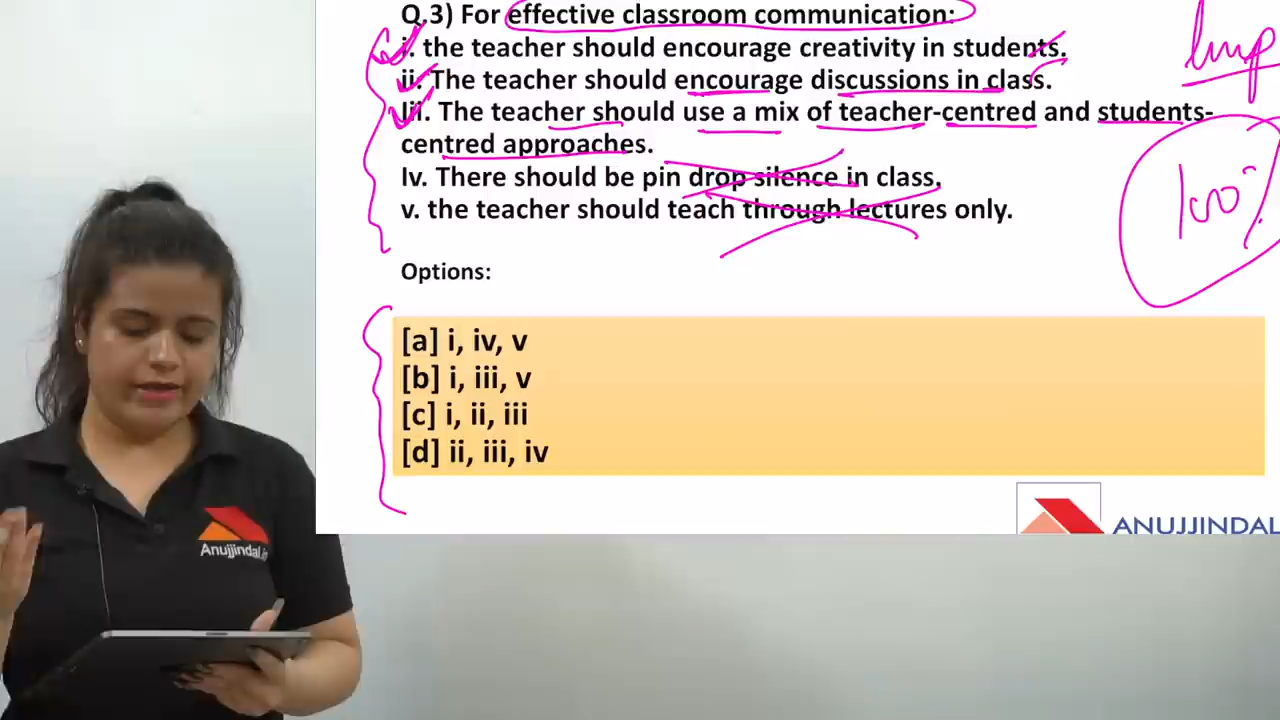 Q.3) For effective classroom communication:
i. the teacher should encourage creativity in students.
ii. The teacher should encourage discussions in class.
Iii. The teacher should use a mix of teacher-centred and students-
centred approaches.
Iv. There should be pin drop silence in class.
v. the teacher should teach through lectures only.
Imp
100%
Options:
[a] i, iv, v
[b] i, iii, v
[c] i, ii, iii
[d] ii, iii, iv
ANUJJINDAL
Anujjindal.in